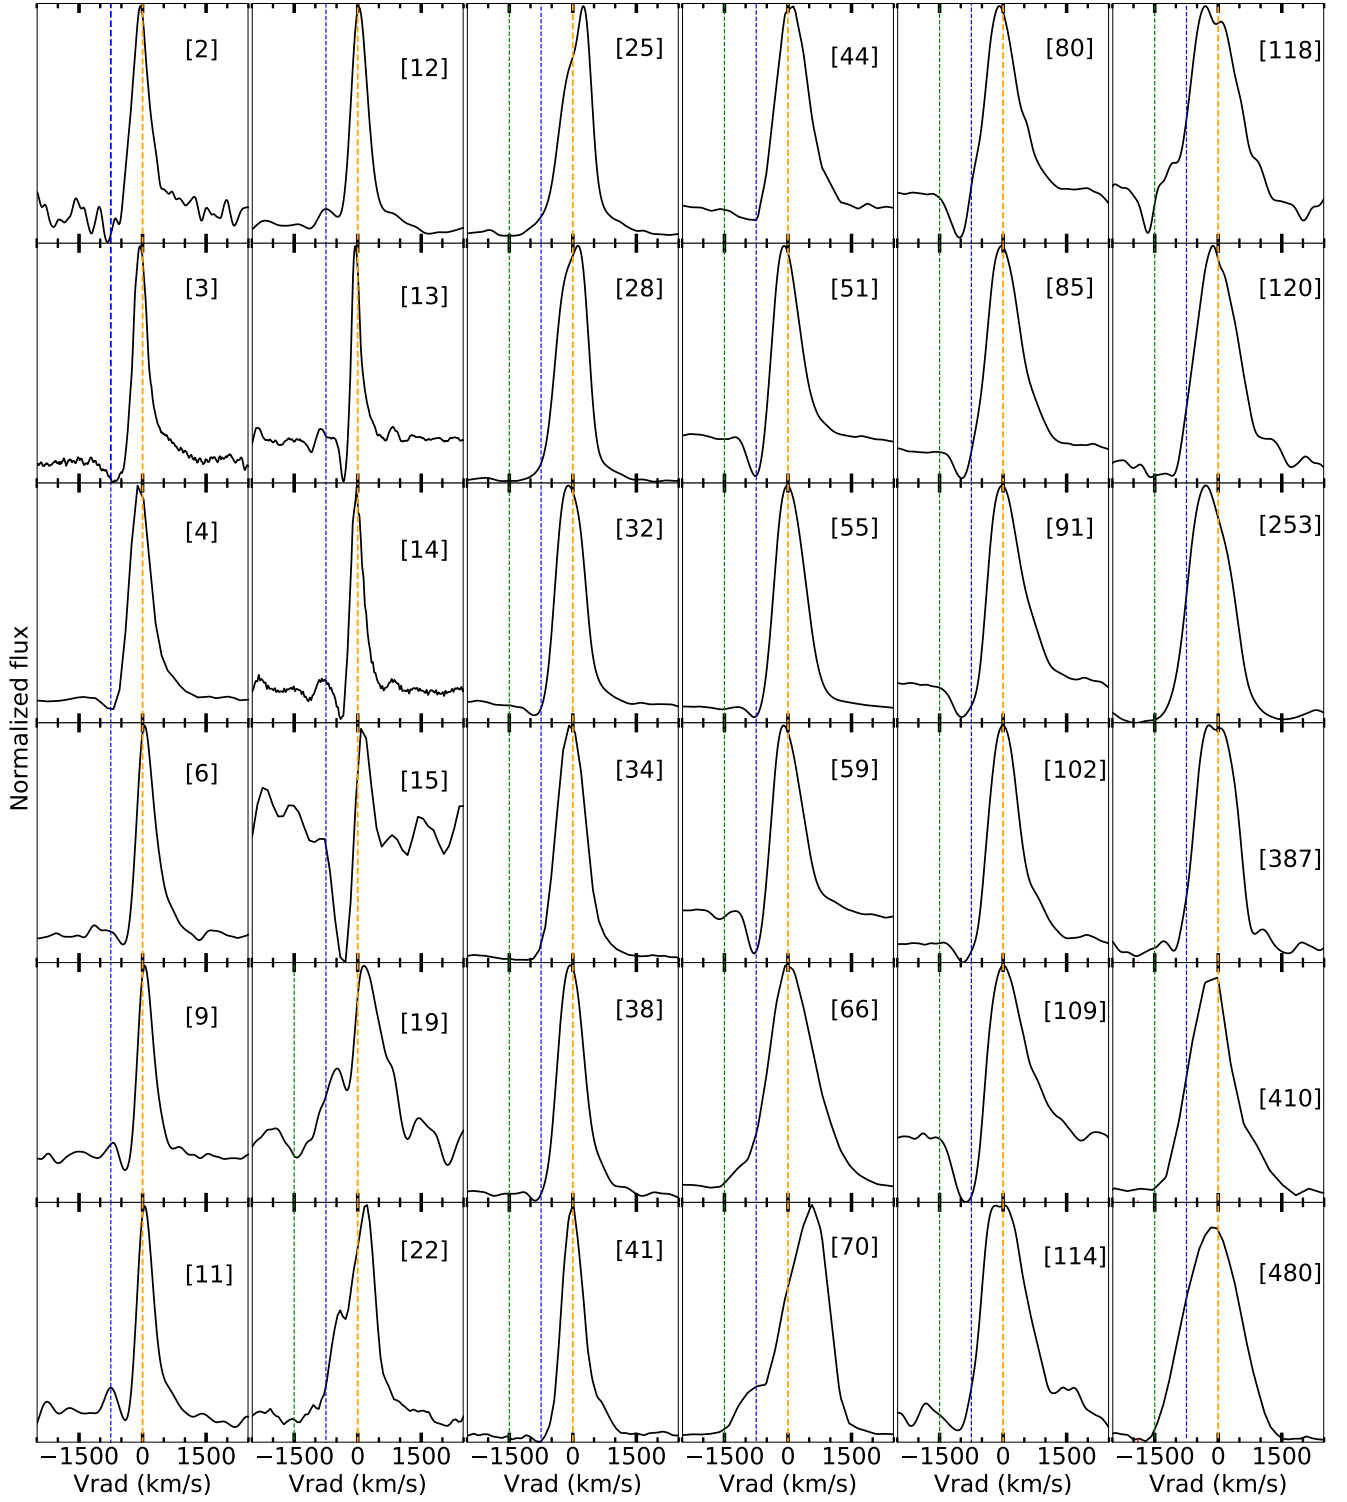 [2] [12] [25] [44] [80] [118]
[3] [13] [28] [51] [85] [120]
[4] [14] [32] [55] [91] [253]
Normalized flux
[6] [15] [34] [59] [102] [387]
[9] [19] [38] [66] [109] [410]
[11] [22] [41] [70] [114] [480]
−1500 0 1500 −1500 0 1500 −1500 0 1500 −1500 0 1500 −1500 0 1500 −1500 0 1500
Vrad (km/s) Vrad (km/s) Vrad (km/s) Vrad (km/s) Vrad (km/s) Vrad (km/s)